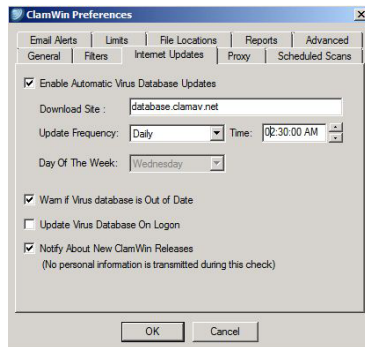 ClamWin Preferences
Email Alerts Limits File Locations Reports Advanced
General Filters Internet Updates Proxy Scheduled Scans
Enable Automatic Virus Database Updates
Download Site : database.clamav.net
Update Frequency: Daily Time: 02:30:00 AM
Day Of The Week: Wednesday
Warn if Virus database is Out of Date
Update Virus Database On Logon
Notify About New ClamWin Releases
(No personal information is transmitted during this check)
OK Cancel